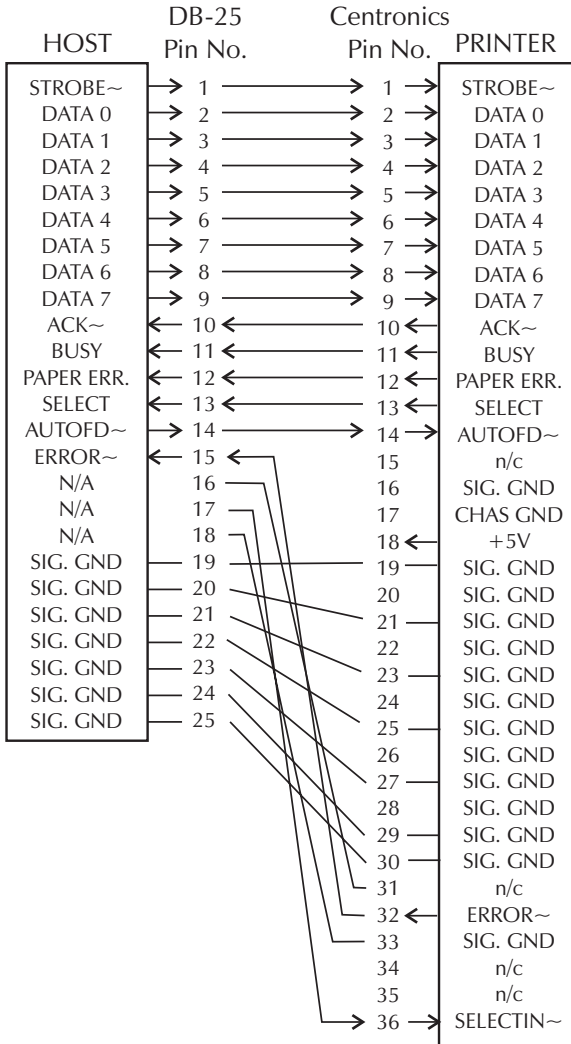 DB-25 Centronics
HOST Pin No. Pin No. PRINTER
STROBE~ 1 1 STROBE~
DATA 0 2 2 DATA 0
DATA 1 3 3 DATA 1
DATA 2 4 4 DATA 2
DATA 3 5 5 DATA 3
DATA 4 6 6 DATA 4
DATA 5 7 7 DATA 5
DATA 6 8 8 DATA 6
DATA 7 9 9 DATA 7
ACK~ 10 10 ACK~
BUSY 11 11 BUSY
PAPER ERR. 12 12 PAPER ERR.
SELECT 13 13 SELECT
AUTOFD~ 14 14 AUTOFD~
ERROR~ 15 15 n/c
N/A 16 16 SIG. GND
N/A 17 17 CHAS GND
N/A 18 18 +5V
SIG. GND 19 19 SIG. GND
SIG. GND 20 20 SIG. GND
SIG. GND 21 21 SIG. GND
SIG. GND 22 22 SIG. GND
SIG. GND 23 23 SIG. GND
SIG. GND 24 24 SIG. GND
SIG. GND 25 25 SIG. GND
26 SIG. GND
27 SIG. GND
28 SIG. GND
29 SIG. GND
30 SIG. GND
31 n/c
32 ERROR~
33 SIG. GND
34 n/c
35 n/c
36 SELECTIN~